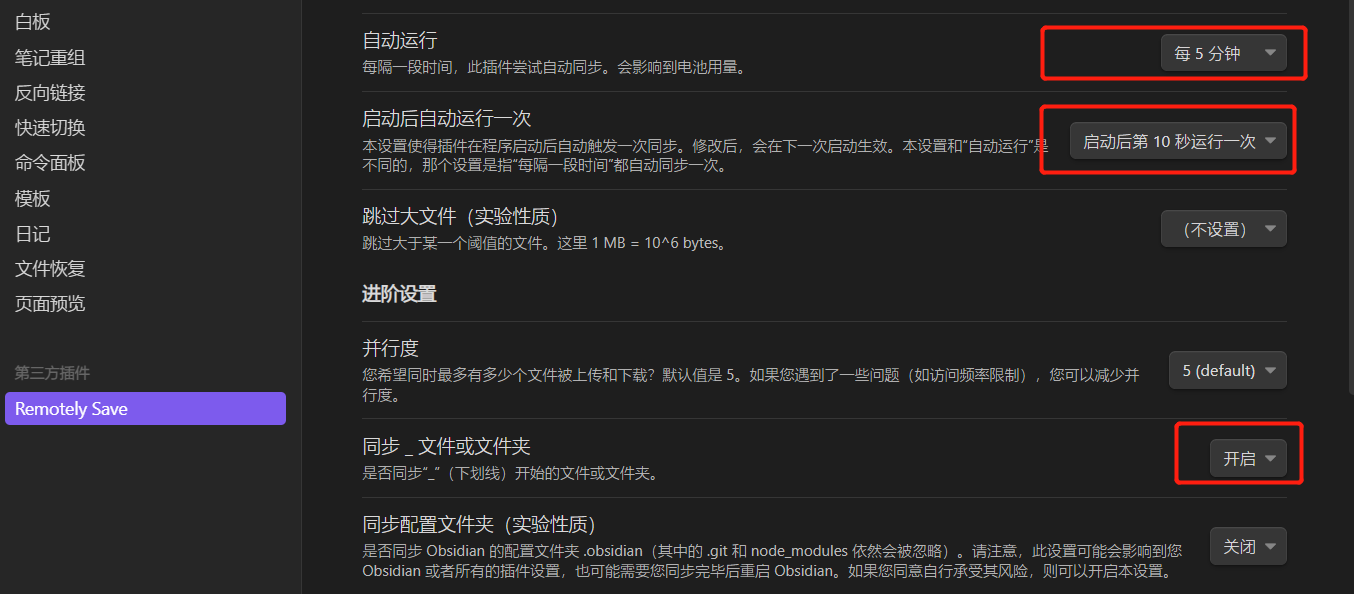 白板
笔记重组
反向链接
快速切换
命令面板
模板
日记
文件恢复
页面预览
第三方插件
Remotely Save
自动运行
每隔一段时间，此插件尝试自动同步。会影响到电池用量。
每 5 分钟
启动后自动运行一次
本设置使得插件在程序启动后自动触发一次同步。修改后，会在下一次启动生效。本设置和“自动运行”是
不同的，那个设置是指“每隔一段时间”都自动同步一次。
启动后第 10 秒运行一次
跳过大文件（实验性质）
跳过大于某一个阈值的文件。这里 1 MB = 10^6 bytes。
（不设置）
进阶设置
并行度
您希望同时最多有多少个文件被上传和下载？默认值是 5。如果您遇到了一些问题（如访问频率限制），您可以减少并
行度。
5 (default)
同步 _ 文件或文件夹
是否同步“_”（下划线）开始的文件或文件夹。
开启
同步配置文件夹（实验性质）
是否同步 Obsidian 的配置文件夹 .obsidian（其中的 .git 和 node_modules 依然会被忽略）。请注意，此设置可能会影响到您
Obsidian 或者所有的插件设置，也可能需要您同步完毕后重启 Obsidian。如果您同意自行承受其风险，则可以开启本设置。
关闭